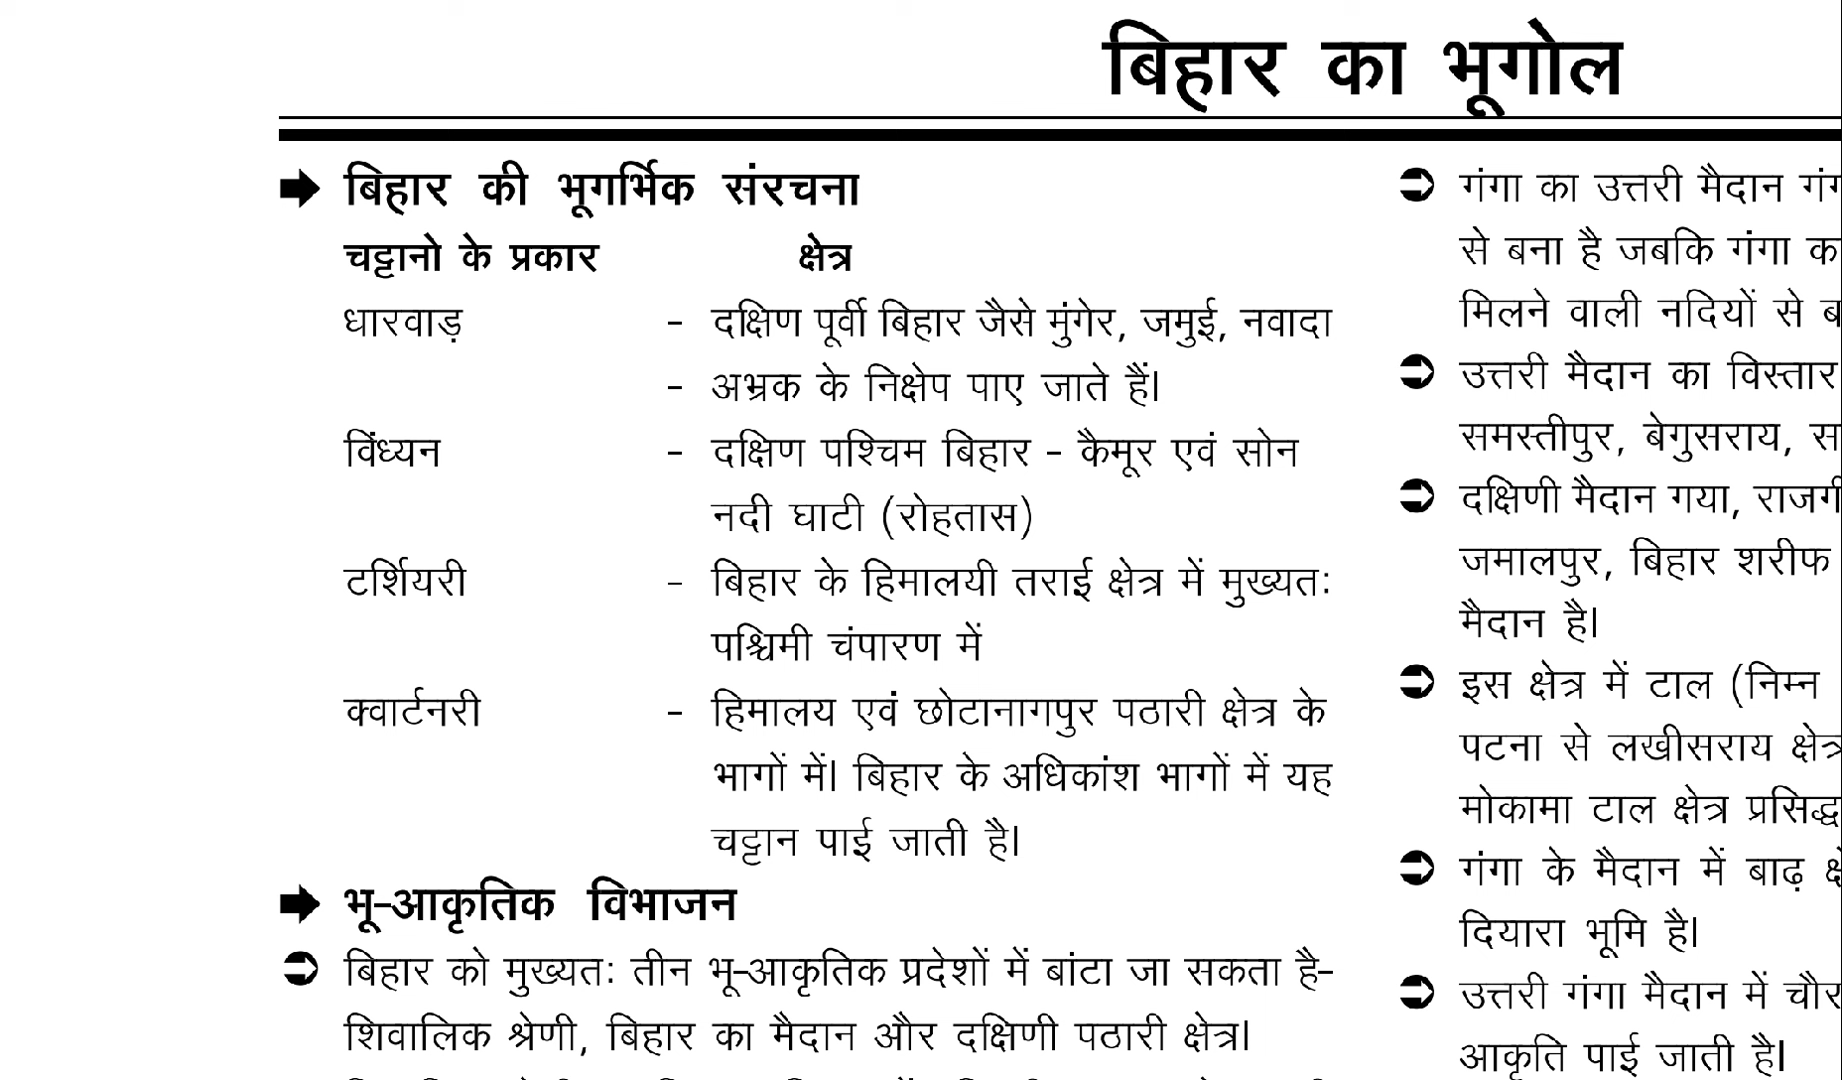 बिहार का भूगोल
➡ बिहार की भूगर्भिक संरचना
चट्टानो के प्रकार क्षेत्र
धारवाड़ - दक्षिण पूर्वी बिहार जैसे मुंगेर, जमुई, नवादा
- अभ्रक के निक्षेप पाए जाते हैं।
विंध्यन - दक्षिण पश्चिम बिहार - कैमूर एवं सोन
नदी घाटी (रोहतास)
टर्शियरी - बिहार के हिमालयी तराई क्षेत्र में मुख्यतः
पश्चिमी चंपारण में
क्वार्टनरी - हिमालय एवं छोटानागपुर पठारी क्षेत्र के
भागों में। बिहार के अधिकांश भागों में यह
चट्टान पाई जाती है।
➡ भू-आकृतिक विभाजन
➲ बिहार को मुख्यतः तीन भू-आकृतिक प्रदेशों में बांटा जा सकता है-
शिवालिक श्रेणी, बिहार का मैदान और दक्षिणी पठारी क्षेत्र।
➲ गंगा का उत्तरी मैदान
से बना है जबकि गंगा
मिलने वाली नदियों से
➲ उत्तरी मैदान का विस्तार
समस्तीपुर, बेगुसराय,
➲ दक्षिणी मैदान गया,
जमालपुर, बिहार शरीफ
मैदान है।
➲ इस क्षेत्र में टाल (निम्न
पटना से लखीसराय क्षेत्र
मोकामा टाल क्षेत्र प्रसिद्ध
➲ गंगा के मैदान में बाढ़
दियारा भूमि है।
➲ उत्तरी गंगा मैदान में
आकृति पाई जाती है।